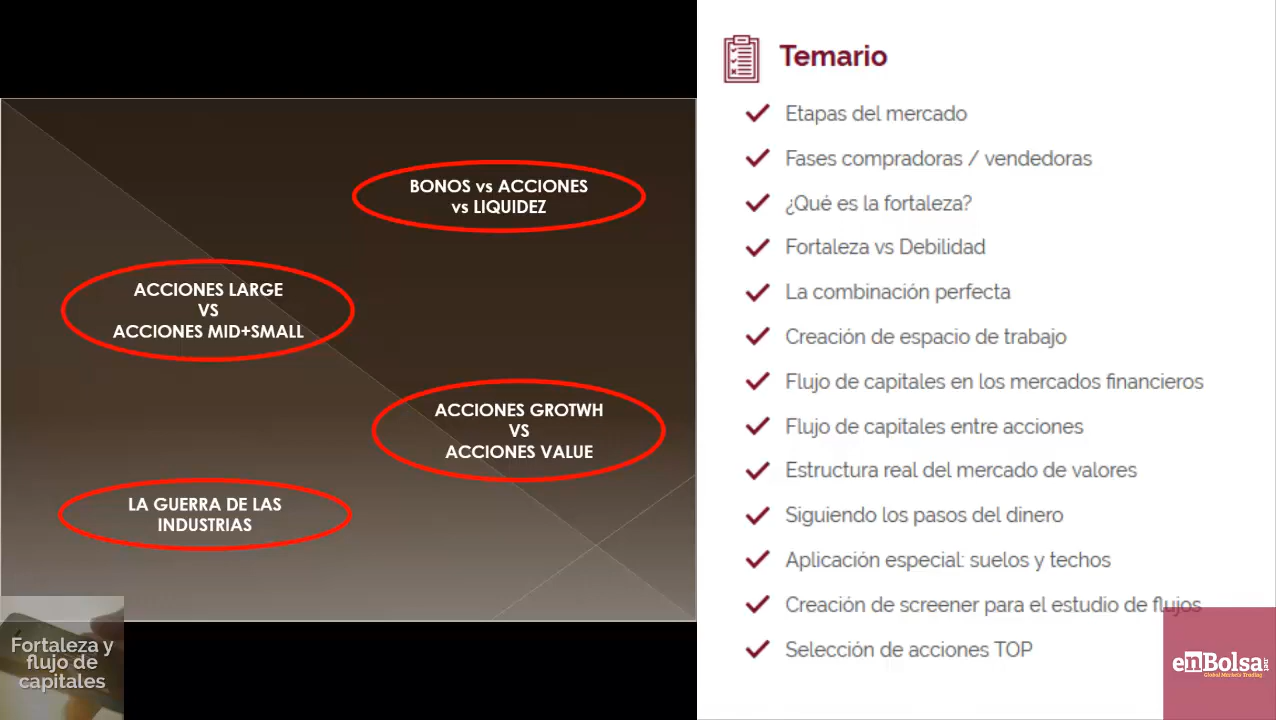 BONOS vs ACCIONES
vs LIQUIDEZ
ACCIONES LARGE
VS
ACCIONES MID+SMALL
ACCIONES GROTWH
VS
ACCIONES VALUE
LA GUERRA DE LAS
INDUSTRIAS
Fortaleza y
flujo de
capitales
Temario
Etapas del mercado
Fases compradoras / vendedoras
¿Qué es la fortaleza?
Fortaleza vs Debilidad
La combinación perfecta
Creación de espacio de trabajo
Flujo de capitales en los mercados financieros
Flujo de capitales entre acciones
Estructura real del mercado de valores
Siguiendo los pasos del dinero
Aplicación especial: suelos y techos
Creación de screener para el estudio de flujos
Selección de acciones TOP
enBolsa.net
Global Markets Trading